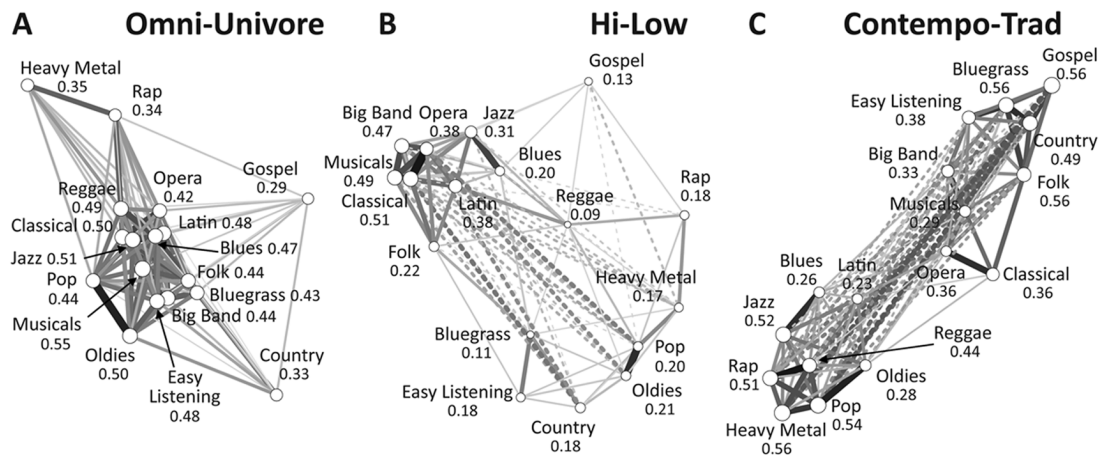 A Omni-Univore
Heavy Metal
0.35
Rap
0.34
Gospel
0.29
Reggae
0.49
Opera
0.42
Classical 0.50
Latin 0.48
Jazz 0.51
Blues 0.47
Pop
0.44
Folk 0.44
Bluegrass 0.43
Big Band 0.44
Musicals
0.55
Oldies
0.50
Easy
Listening
0.48
Country
0.33
B Hi-Low
Gospel
0.13
Big Band
0.47
Opera
0.38
Jazz
0.31
Blues
0.20
Musicals
0.49
Classical
0.51
Latin
0.38
Reggae
0.09
Rap
0.18
Folk
0.22
Heavy Metal
0.17
Bluegrass
0.11
Pop
0.20
Easy Listening
0.18
Oldies
0.21
Country
0.18
C Contempo-Trad
Gospel
0.56
Bluegrass
0.56
Easy Listening
0.38
Country
0.49
Big Band
0.33
Folk
0.56
Musicals
0.29
Blues
0.26
Latin
0.23
Opera
0.36
Classical
0.36
Jazz
0.52
Reggae
0.44
Rap
0.51
Oldies
0.28
Pop
0.54
Heavy Metal
0.56